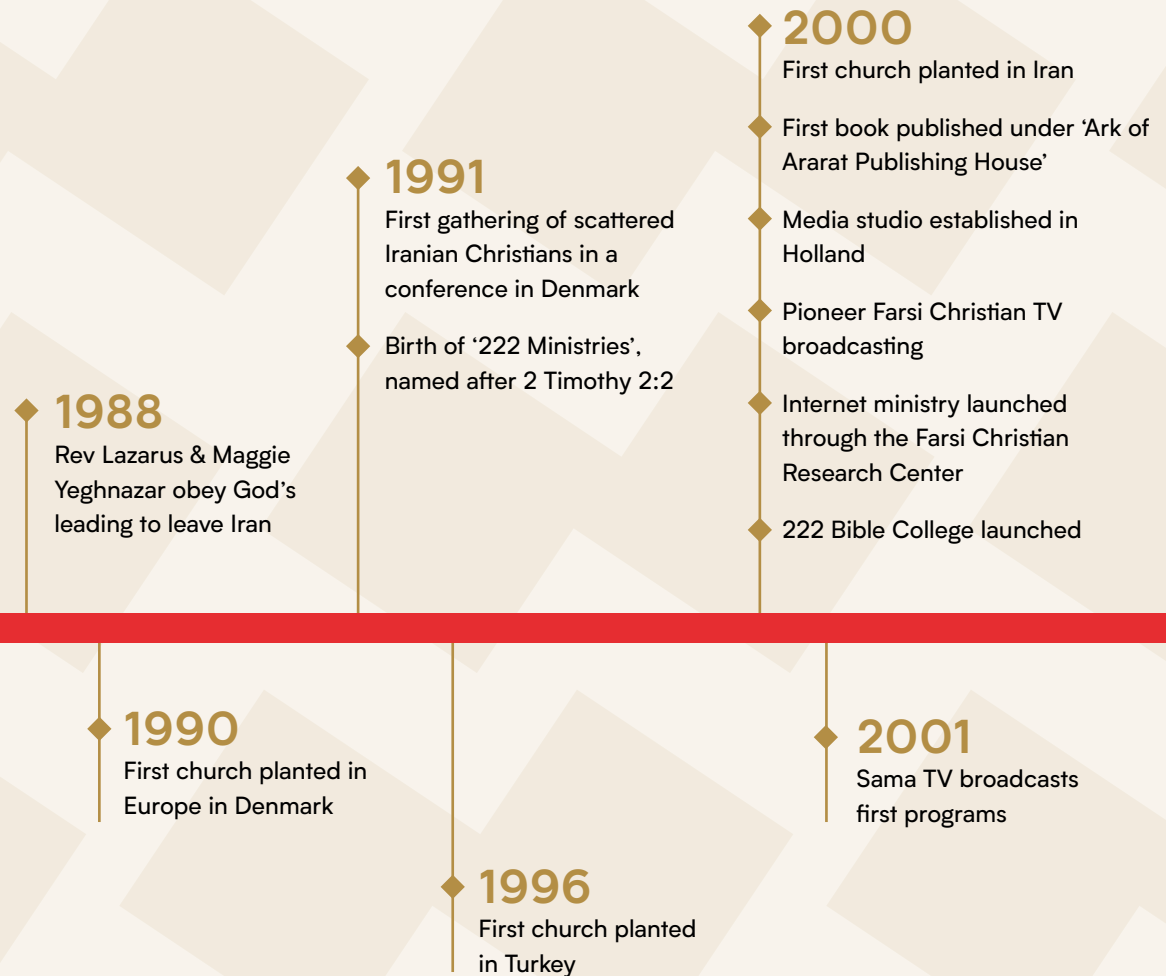 1988
Rev Lazarus & Maggie
Yeghnazar obey God’s
leading to leave Iran
1990
First church planted in
Europe in Denmark
1991
First gathering of scattered
Iranian Christians in a
conference in Denmark
Birth of ‘222 Ministries’,
named after 2 Timothy 2:2
1996
First church planted
in Turkey
2000
First church planted in Iran
First book published under ‘Ark of
Ararat Publishing House’
Media studio established in
Holland
Pioneer Farsi Christian TV
broadcasting
Internet ministry launched
through the Farsi Christian
Research Center
222 Bible College launched
2001
Sama TV broadcasts
first programs